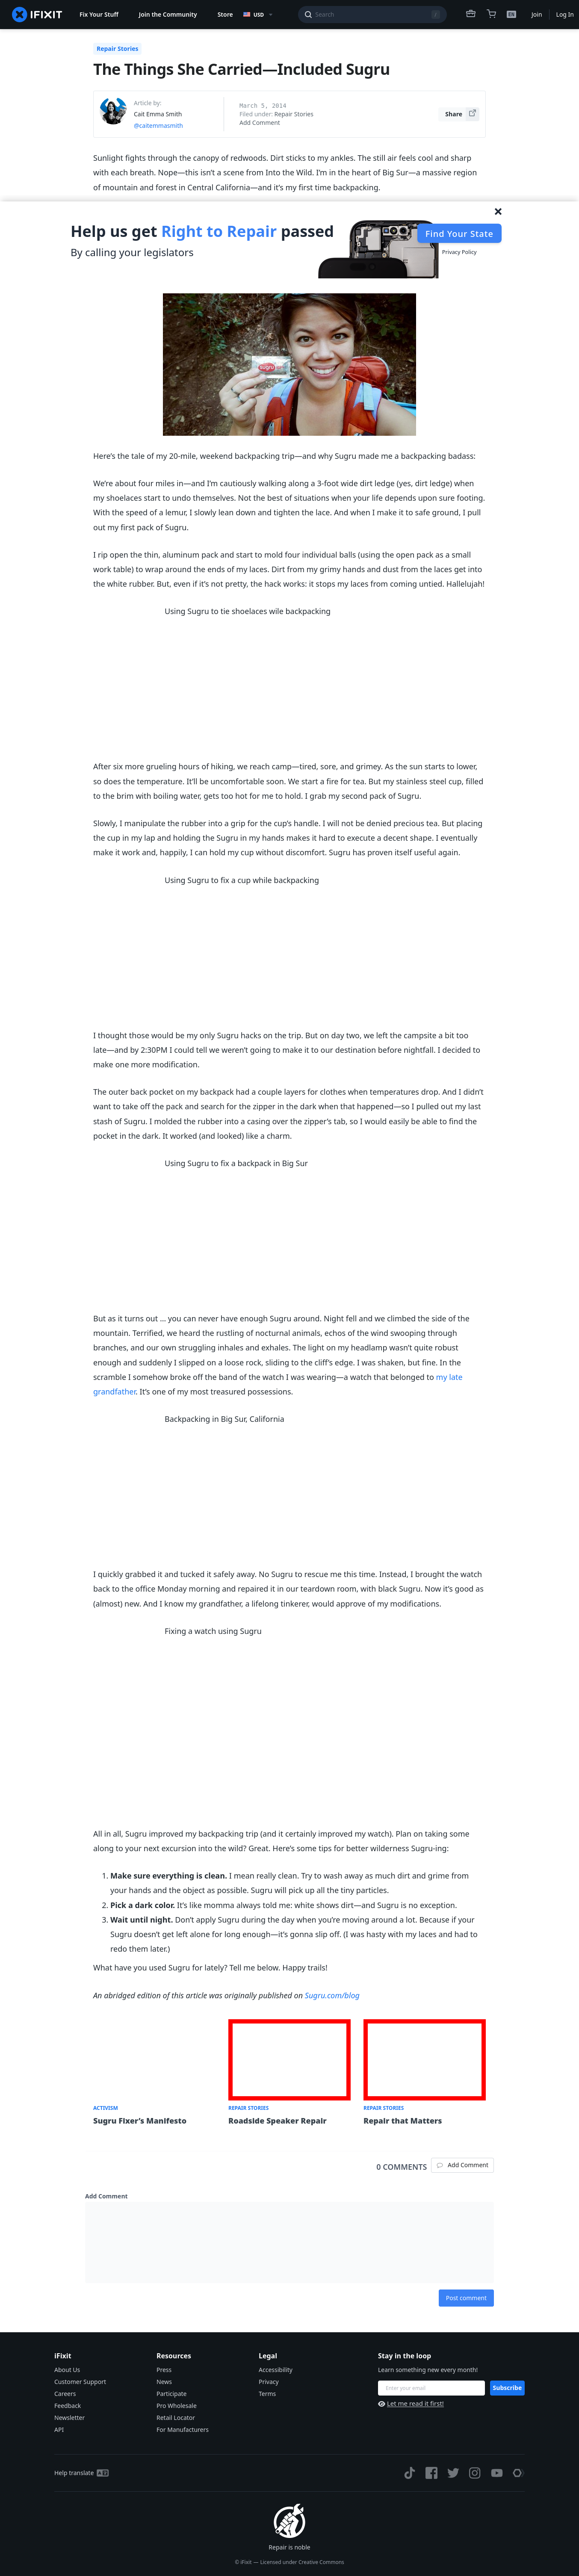 IFIXIT
Fix Your Stuff
Join the Community
Store
USD
Search
/
EN
Join
Log In
Repair Stories
The Things She Carried—Included Sugru
Article by:
Cait Emma Smith
@caitemmasmith
March 5, 2014
Filed under: Repair Stories
Add Comment
Share
Sunlight fights through the canopy of redwoods. Dirt sticks to my ankles. The still air feels cool and sharp
with each breath. Nope—this isn't a scene from Into the Wild. I'm in the heart of Big Sur—a massive region
of mountain and forest in Central California—and it's my first time backpacking.
Help us get Right to Repair passed
By calling your legislators
Find Your State
Privacy Policy
sugru
Here's the tale of my 20-mile, weekend backpacking trip—and why Sugru made me a backpacking badass:
We're about four miles in—and I'm cautiously walking along a 3-foot wide dirt ledge (yes, dirt ledge) when
my shoelaces start to undo themselves. Not the best of situations when your life depends upon sure footing.
With the speed of a lemur, I slowly lean down and tighten the lace. And when I make it to safe ground, I pull
out my first pack of Sugru.
I rip open the thin, aluminum pack and start to mold four individual balls (using the open pack as a small
work table) to wrap around the ends of my laces. Dirt from my grimy hands and dust from the laces get into
the white rubber. But, even if it's not pretty, the hack works: it stops my laces from coming untied. Hallelujah!
Using Sugru to tie shoelaces wile backpacking
After six more grueling hours of hiking, we reach camp—tired, sore, and grimey. As the sun starts to lower,
so does the temperature. It'll be uncomfortable soon. We start a fire for tea. But my stainless steel cup, filled
to the brim with boiling water, gets too hot for me to hold. I grab my second pack of Sugru.
Slowly, I manipulate the rubber into a grip for the cup's handle. I will not be denied precious tea. But placing
the cup in my lap and holding the Sugru in my hands makes it hard to execute a decent shape. I eventually
make it work and, happily, I can hold my cup without discomfort. Sugru has proven itself useful again.
Using Sugru to fix a cup while backpacking
I thought those would be my only Sugru hacks on the trip. But on day two, we left the campsite a bit too
late—and by 2:30PM I could tell we weren't going to make it to our destination before nightfall. I decided to
make one more modification.
The outer back pocket on my backpack had a couple layers for clothes when temperatures drop. And I didn't
want to take off the pack and search for the zipper in the dark when that happened—so I pulled out my last
stash of Sugru. I molded the rubber into a casing over the zipper's tab, so I would easily be able to find the
pocket in the dark. It worked (and looked) like a charm.
Using Sugru to fix a backpack in Big Sur
But as it turns out … you can never have enough Sugru around. Night fell and we climbed the side of the
mountain. Terrified, we heard the rustling of nocturnal animals, echos of the wind swooping through
branches, and our own struggling inhales and exhales. The light on my headlamp wasn't quite robust
enough and suddenly I slipped on a loose rock, sliding to the cliff's edge. I was shaken, but fine. In the
scramble I somehow broke off the band of the watch I was wearing—a watch that belonged to my late
grandfather. It's one of my most treasured possessions.
Backpacking in Big Sur, California
I quickly grabbed it and tucked it safely away. No Sugru to rescue me this time. Instead, I brought the watch
back to the office Monday morning and repaired it in our teardown room, with black Sugru. Now it's good as
(almost) new. And I know my grandfather, a lifelong tinkerer, would approve of my modifications.
Fixing a watch using Sugru
All in all, Sugru improved my backpacking trip (and it certainly improved my watch). Plan on taking some
along to your next excursion into the wild? Great. Here's some tips for better wilderness Sugru-ing:
1. Make sure everything is clean. I mean really clean. Try to wash away as much dirt and grime from
your hands and the object as possible. Sugru will pick up all the tiny particles.
2. Pick a dark color. It's like momma always told me: white shows dirt—and Sugru is no exception.
3. Wait until night. Don't apply Sugru during the day when you're moving around a lot. Because if your
Sugru doesn't get left alone for long enough—it's gonna slip off. (I was hasty with my laces and had to
redo them later.)
What have you used Sugru for lately? Tell me below. Happy trails!
An abridged edition of this article was originally published on Sugru.com/blog
ACTIVISM
Sugru Fixer's Manifesto
REPAIR STORIES
Roadside Speaker Repair
REPAIR STORIES
Repair that Matters
0 COMMENTS
Add Comment
Add Comment
Post comment
iFixit
About Us
Customer Support
Careers
Feedback
Newsletter
API
Resources
Press
News
Participate
Pro Wholesale
Retail Locator
For Manufacturers
Legal
Accessibility
Privacy
Terms
Stay in the loop
Learn something new every month!
Enter your email
Subscribe
Let me read it first!
Help translate
Repair is noble
© iFixit — Licensed under Creative Commons